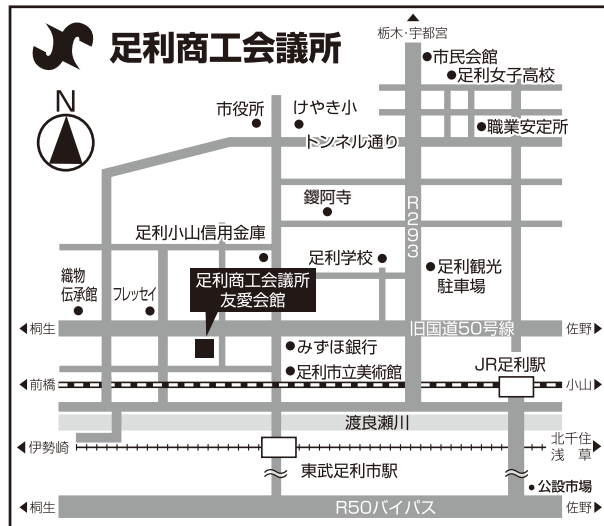 足利商工会議所
栃木・宇都宮
市民会館
足利女子高校
N
市役所
けやき小
職業安定所
トンネル通り
鑁阿寺
R293
足利小山信用金庫
足利学校
足利観光
駐車場
織物
伝承館
フレッセイ
足利商工会議所
友愛会館
桐生
旧国道50号線
佐野
みずほ銀行
足利市立美術館
JR足利駅
前橋
小山
渡良瀬川
伊勢崎
北千住
浅草
東武足利市駅
公設市場
桐生
R50バイパス
佐野